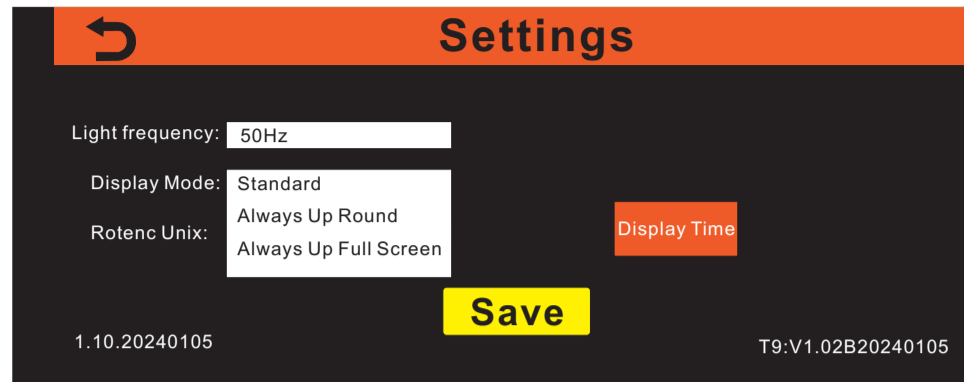 Settings
Light frequency: 50Hz
Display Mode: Standard
Always Up Round
Rotenc Unix:
Display Time
Always Up Full Screen
Save
1.10.20240105
T9:V1.02B20240105